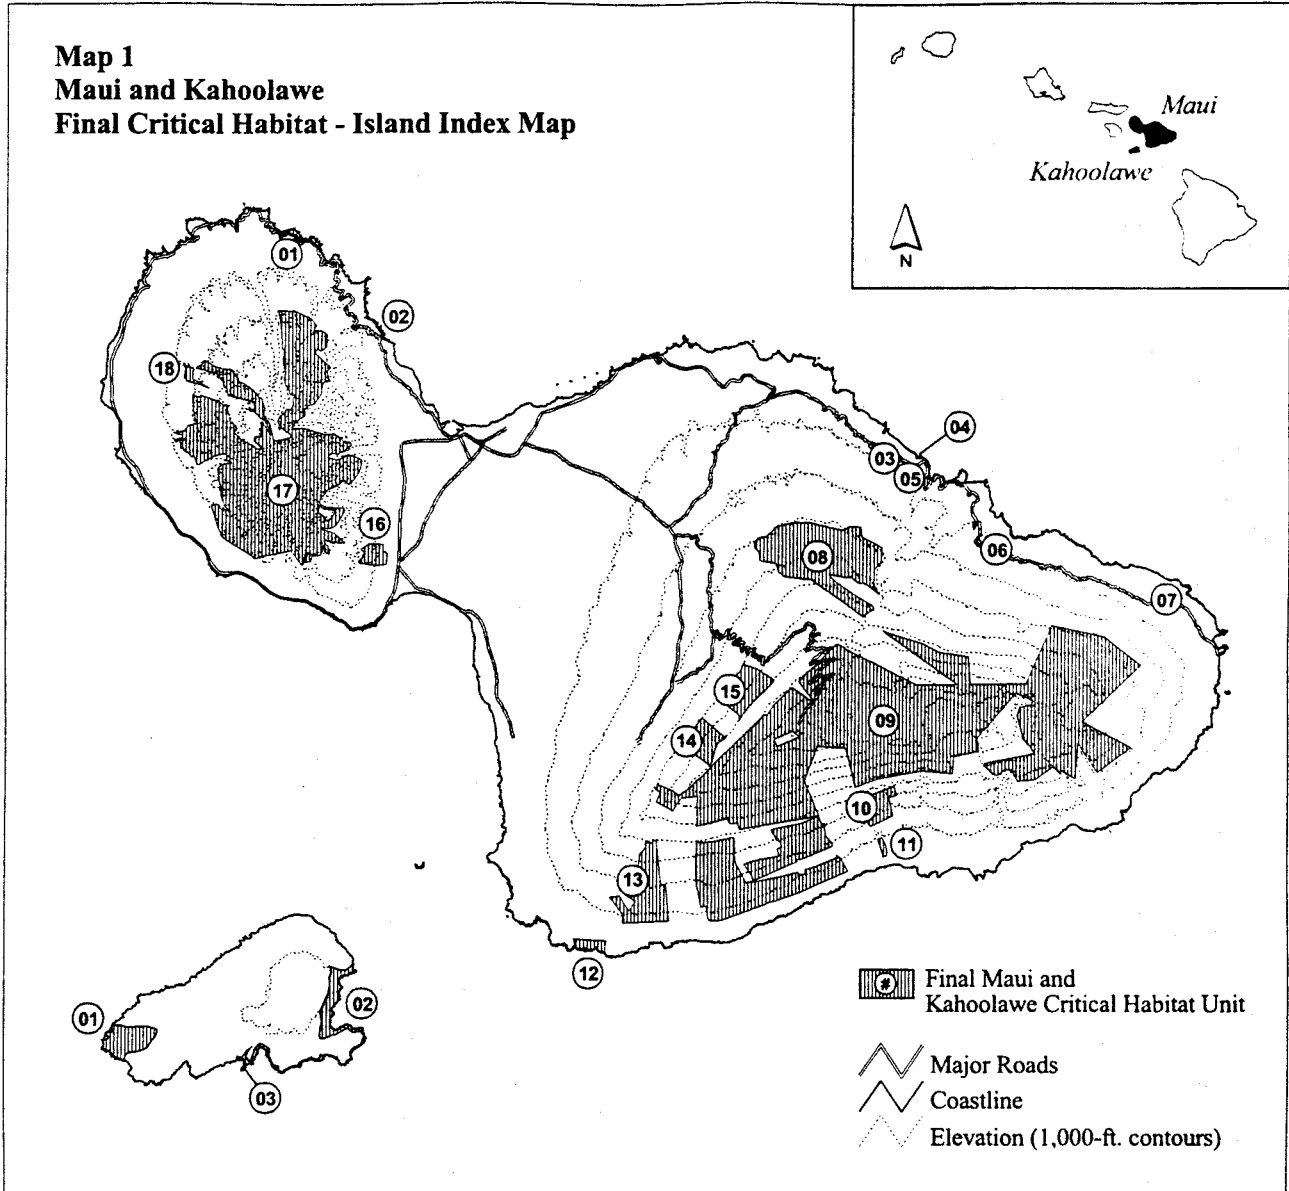 Map 1
Maui and Kahoolawe
Final Critical Habitat - Island Index Map
Maui
Kahoolawe
N
01
02
18
04
03
05
17
16
08
06
07
15
09
14
10
11
13
12
01
02
03
#
Final Maui and
Kahoolawe Critical Habitat Unit
Major Roads
Coastline
Elevation (1,000-ft. contours)